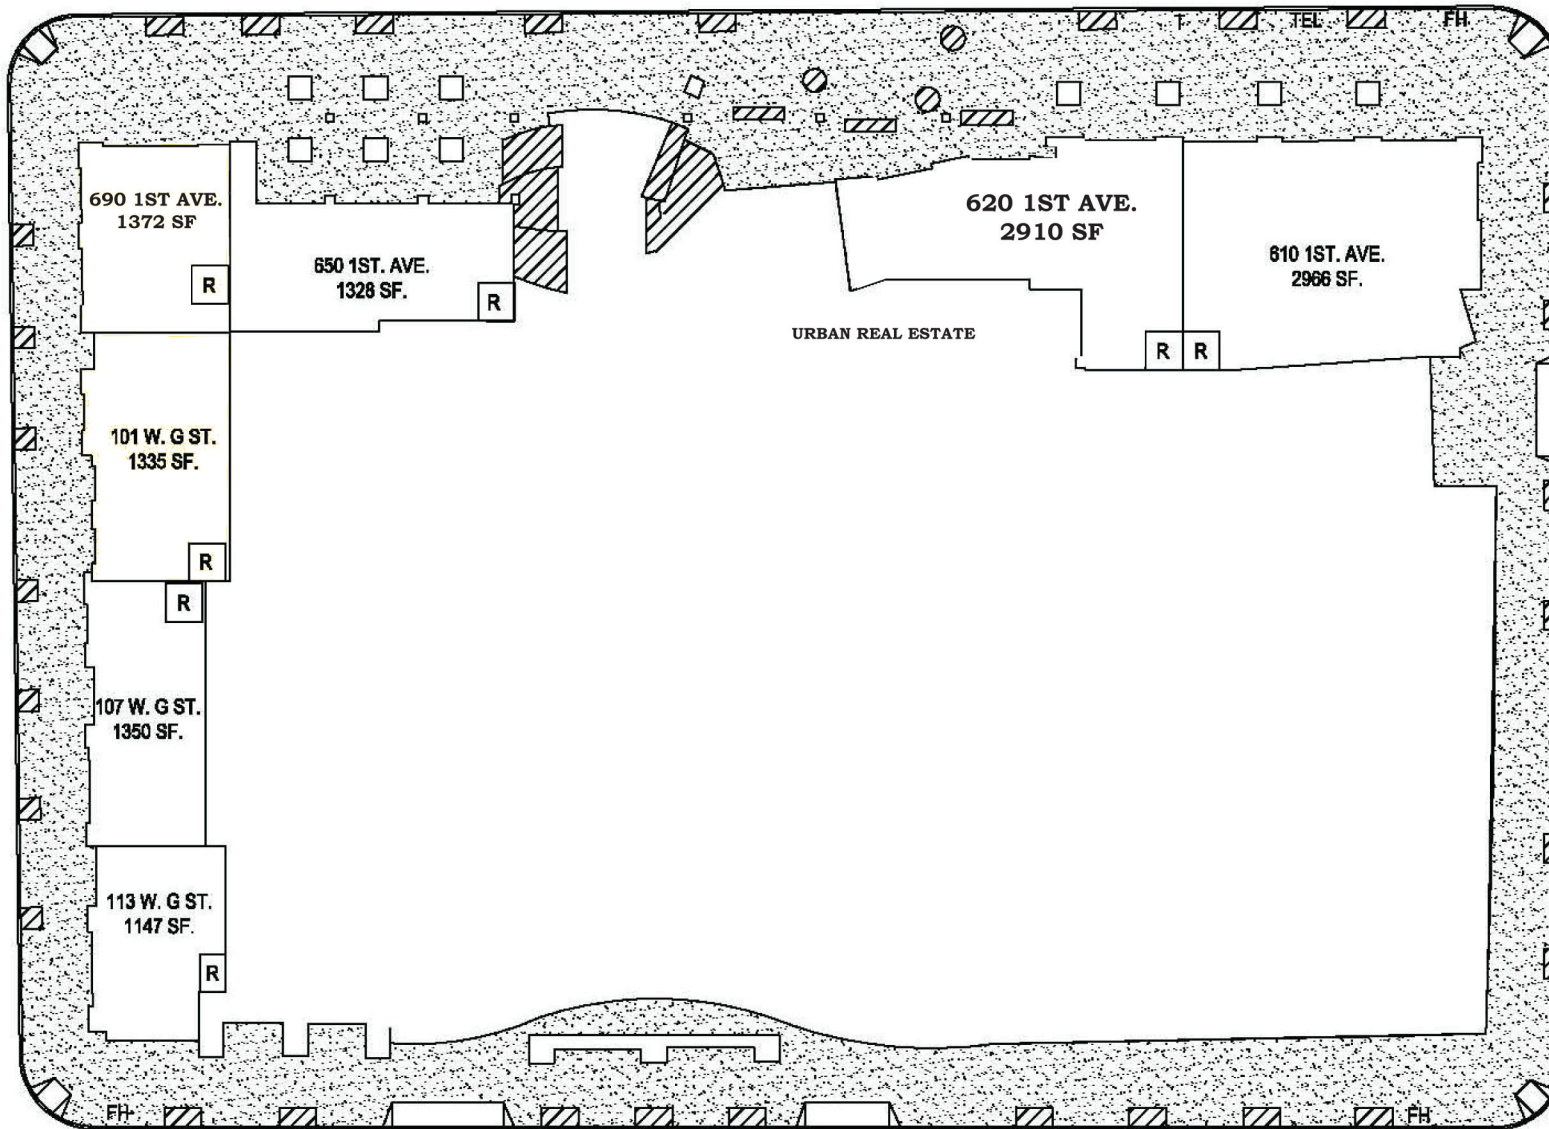 T
TEL
FH
690 1ST AVE.
1372 SF
R
650 1ST. AVE.
1328 SF.
R
620 1ST AVE.
2910 SF
R
610 1ST. AVE.
2966 SF.
R
URBAN REAL ESTATE
101 W. G ST.
1335 SF.
R
R
107 W. G ST.
1350 SF.
113 W. G ST.
1147 SF.
R
FH
FH